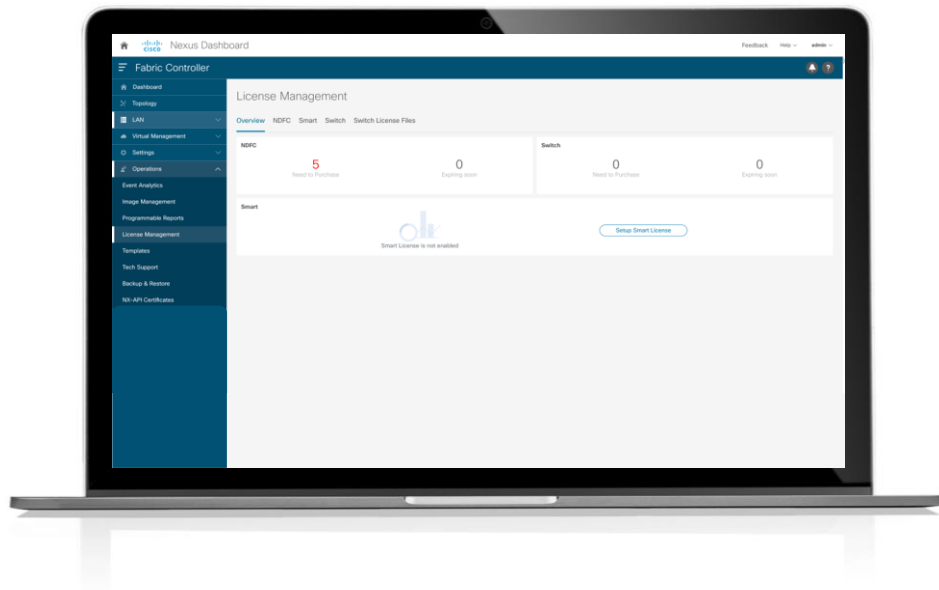 CISCO Nexus Dashboard
Feedback Help admin
Fabric Controller
?
Dashboard
Topology
LAN
Virtual Management
Settings
Operations
Event Analytics
Image Management
Programmable Reports
License Management
Templates
Tech Support
Backup & Restore
NX-API Certificates
License Management
Overview NDFC Smart Switch Switch License Files
NDFC
5
Need to Purchase
0
Expiring soon
Switch
0
Need to Purchase
0
Expiring soon
Smart
Smart License is not enabled
Setup Smart License